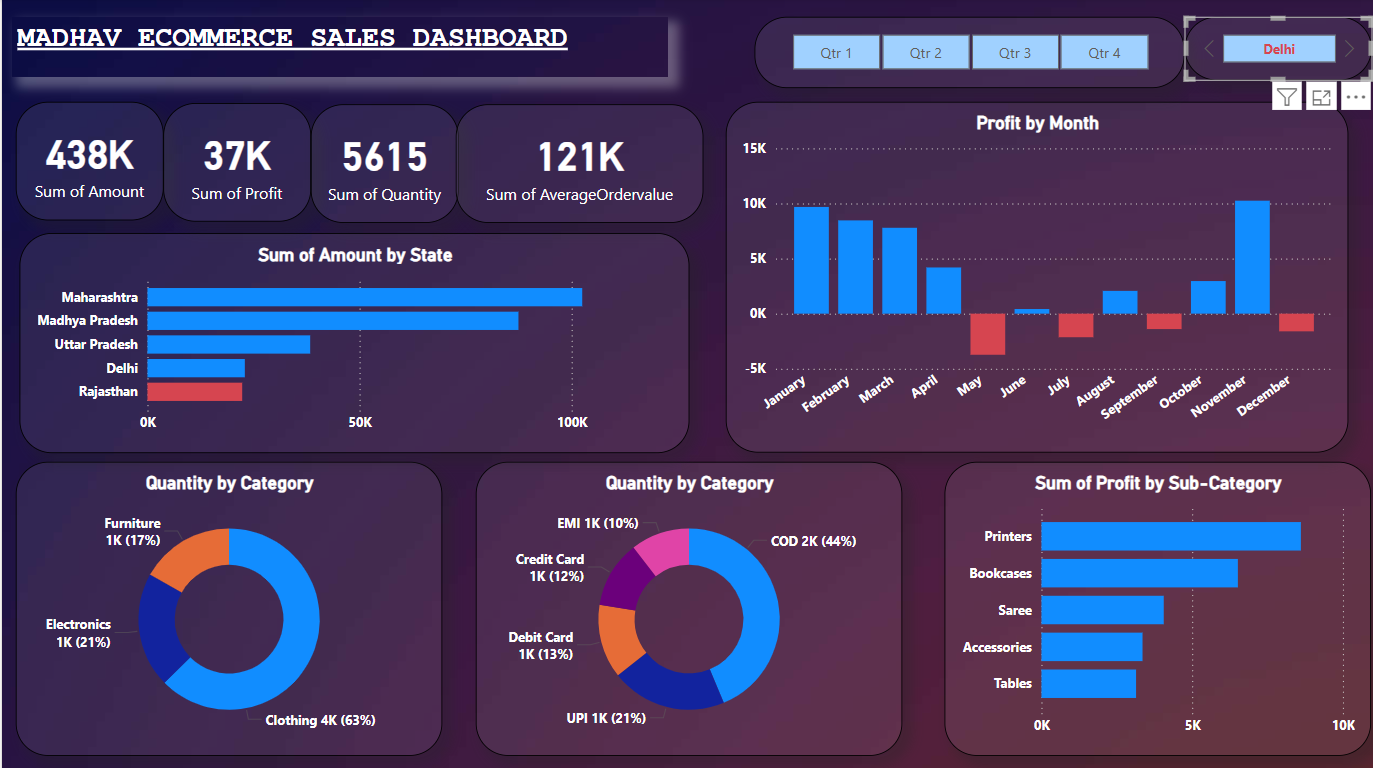 MADHAV ECOMMERCE SALES DASHBOARD
Qtr 1
Qtr 2
Qtr 3
Qtr 4
Delhi
438K
Sum of Amount
37K
Sum of Profit
5615
Sum of Quantity
121K
Sum of AverageOrdervalue
Profit by Month
15K
10K
5K
0K
-5K
January
February
March
April
May
June
July
August
September
October
November
December
Sum of Amount by State
Maharashtra
Madhya Pradesh
Uttar Pradesh
Delhi
Rajasthan
0K
50K
100K
Quantity by Category
Furniture
1K (17%)
Electronics
1K (21%)
Clothing 4K (63%)
Quantity by Category
EMI 1K (10%)
COD 2K (44%)
Credit Card
1K (12%)
Debit Card
1K (13%)
UPI 1K (21%)
Sum of Profit by Sub-Category
Printers
Bookcases
Saree
Accessories
Tables
0K
5K
10K